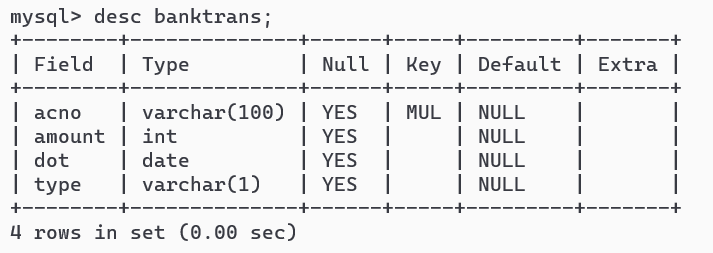 mysql> desc banktrans;
+--------+--------------+------+-----+---------+-------+
| Field  | Type         | Null | Key | Default | Extra |
+--------+--------------+------+-----+---------+-------+
| acno   | varchar(100) | YES  | MUL | NULL    |       |
| amount | int          | YES  |     | NULL    |       |
| dot    | date         | YES  |     | NULL    |       |
| type   | varchar(1)   | YES  |     | NULL    |       |
+--------+--------------+------+-----+---------+-------+
4 rows in set (0.00 sec)